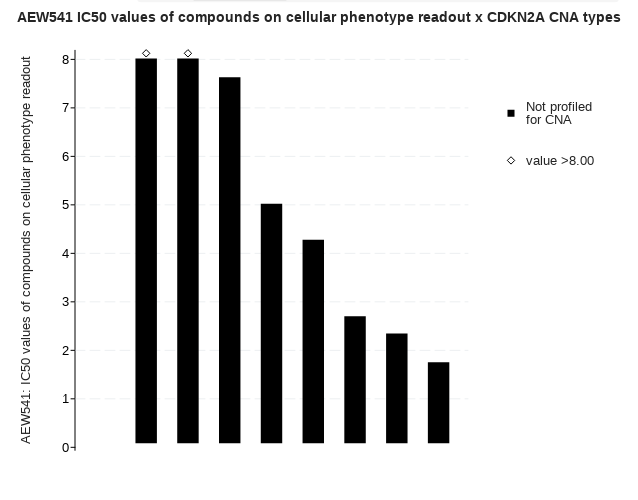 AEW541 IC50 values of compounds on cellular phenotype readout x CDKN2A CNA types
AEW541: IC50 values of compounds on cellular phenotype readout
8
7
6
5
4
3
2
1
0
Not profiled
for CNA
value >8.00